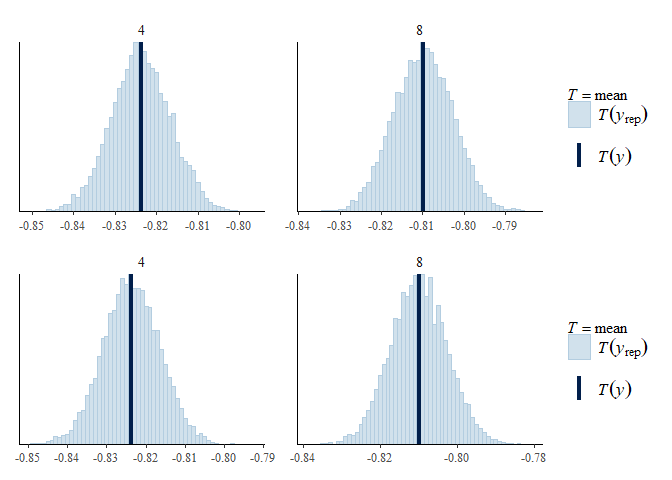 4
8
-0.85 -0.84 -0.83 -0.82 -0.81 -0.80
-0.84 -0.83 -0.82 -0.81 -0.80 -0.79
T = mean
T(yrep)
T(y)
4
8
-0.85 -0.84 -0.83 -0.82 -0.81 -0.80 -0.79
-0.84 -0.82 -0.80 -0.78
T = mean
T(yrep)
T(y)